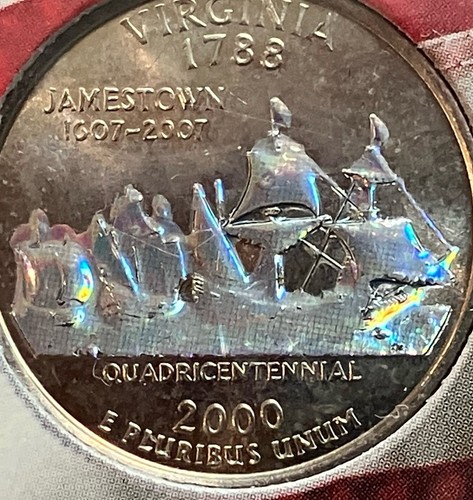 VIRGINIA
1788
JAMESTOWN
1607-2007
QUADRICENTENNIAL
2000
E PLURIBUS UNUM